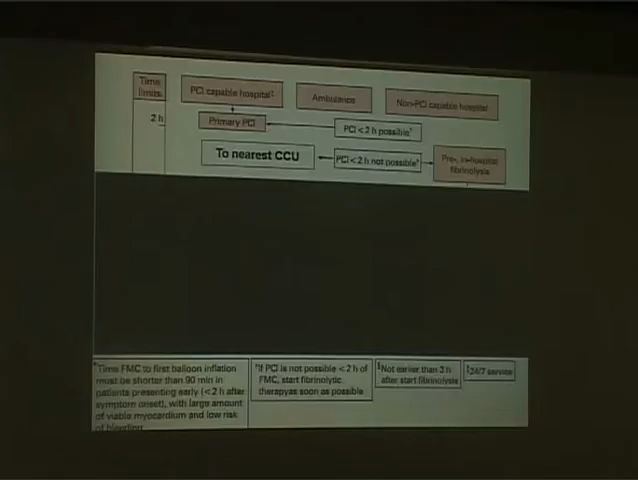 Time
limits
PCI capable hospital‡
Ambulance
Non-PCI capable hospital
2 h
Primary PCI
PCI < 2 h possible*
To nearest CCU
PCI < 2 h not possible*
Pre-, in-hospital
fibrinolysis
*Time FMC to first balloon inflation
must be shorter than 90 min in
patients presenting early (< 2 h after
symptom onset), with large amount
of viable myocardium and low risk
of bleeding
If PCI is not possible < 2 h of
FMC, start fibrinolytic
therapyas soon as possible
Not earlier than 3 h
after start fibrinolysis
24/7 service